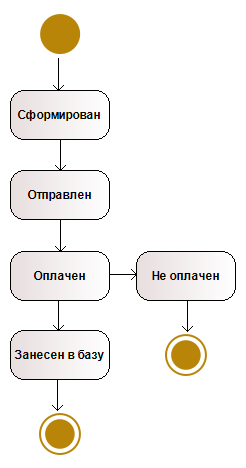 Сформирован
Отправлен
Оплачен
Не оплачен
Занесен в базу